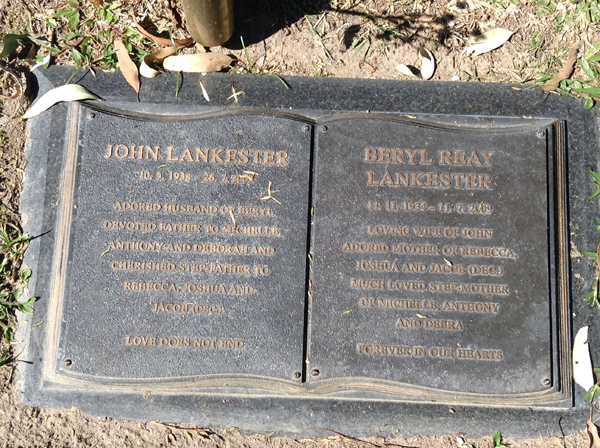 JOHN LANKESTER
ADORED HUSBAND OF BERYL
DEVOTED FATHER TO MICHELLE,
ANTHONY AND DEBORAH AND
CHERISHED STEP FATHER TO
REBECCA, JOSHUA AND
JACOB (DEC.)
LOVE DOES NOT END
BERYL REAY
LANKESTER
LOVING WIFE OF JOHN
ADORED MOTHER OF REBECCA,
JOSHUA AND JACOB (DEC.)
MUCH LOVED STEP-MOTHER
OF MICHELLE, ANTHONY
AND DEBRA
FOREVER IN OUR HEARTS